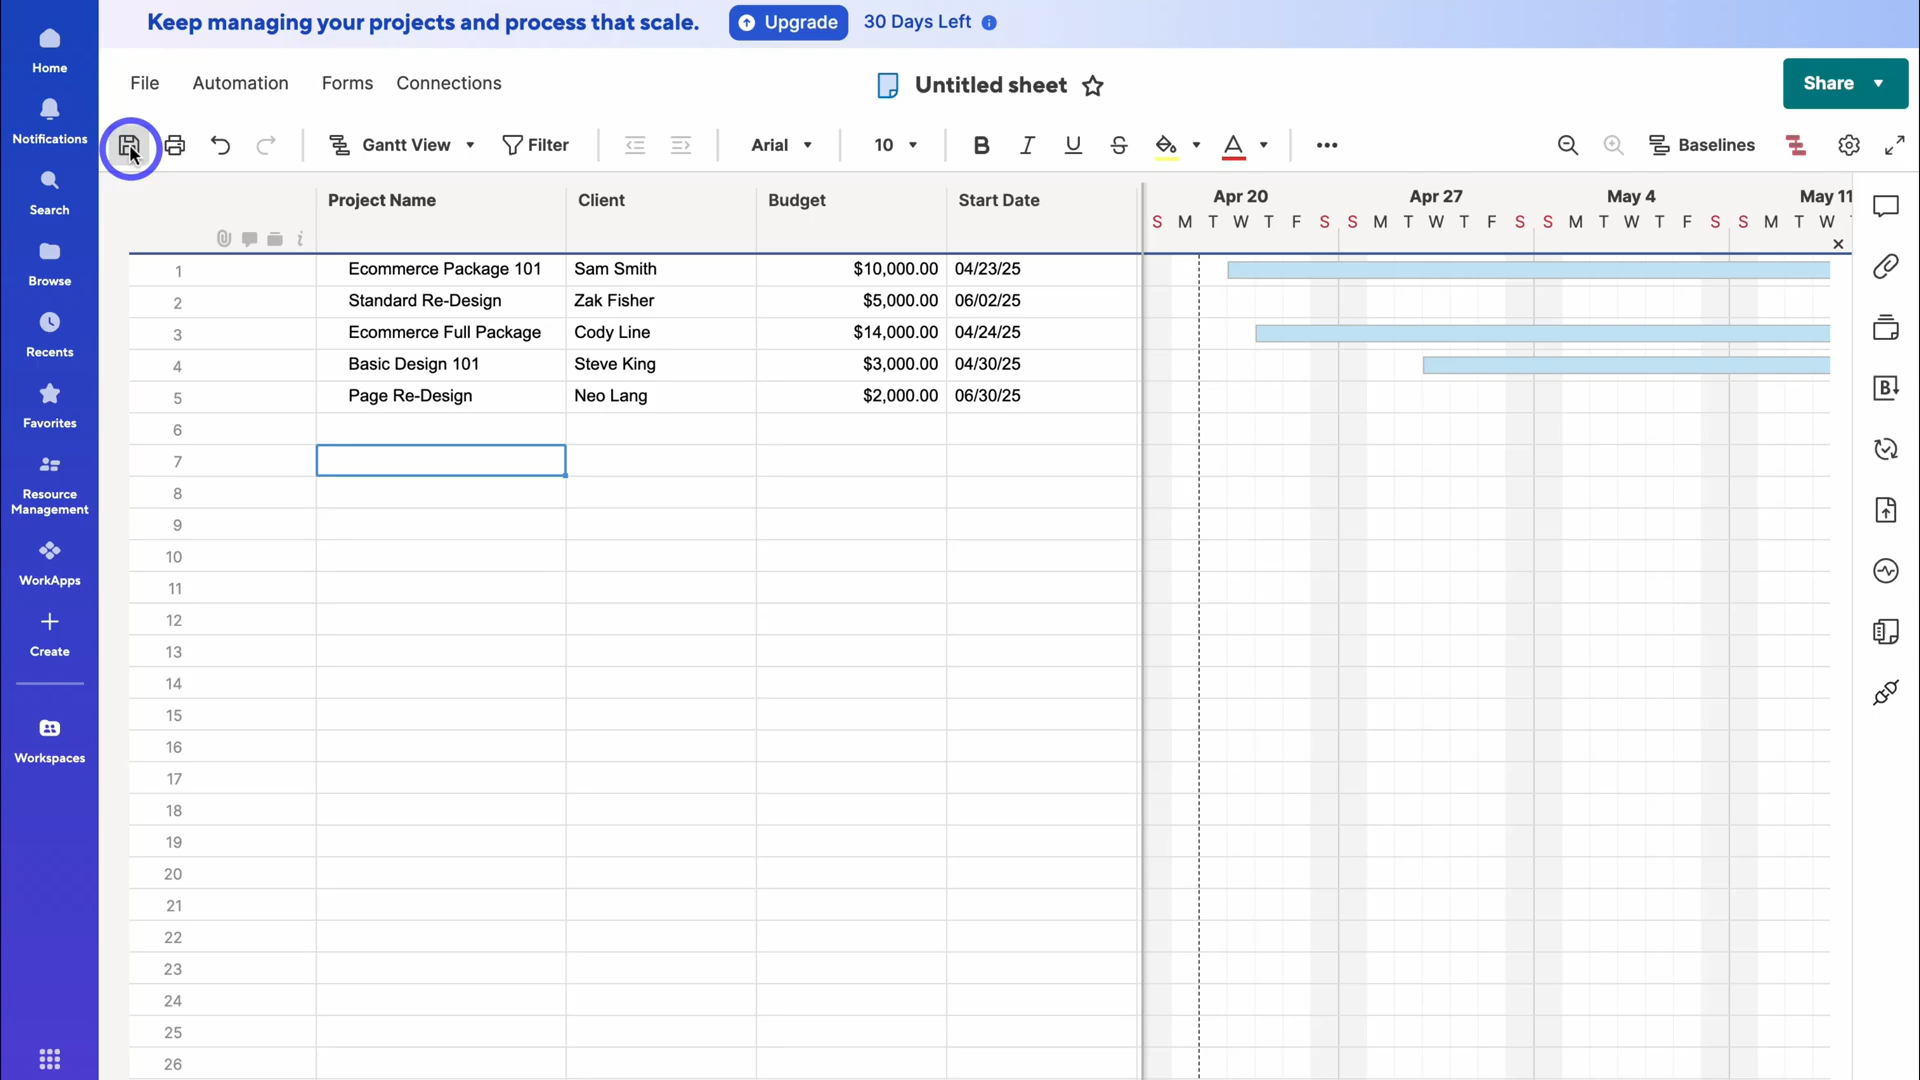 Keep managing your projects and process that scale. Upgrade 30 Days Left
Home
Notifications
Search
Browse
Recents
Favorites
Resource
Management
WorkApps
Create
Workspaces
File Automation Forms Connections
Untitled sheet
Share
Gantt View Filter Arial 10 B I U S A Baselines
Project Name Client Budget Start Date
Apr 20 Apr 27 May 4 May 11
S M T W T F S S M T W T F S S M T W T F S S M T W
1 Ecommerce Package 101 Sam Smith $10,000.00 04/23/25
2 Standard Re-Design Zak Fisher $5,000.00 06/02/25
3 Ecommerce Full Package Cody Line $14,000.00 04/24/25
4 Basic Design 101 Steve King $3,000.00 04/30/25
5 Page Re-Design Neo Lang $2,000.00 06/30/25
6
7
8
9
10
11
12
13
14
15
16
17
18
19
20
21
22
23
24
25
26